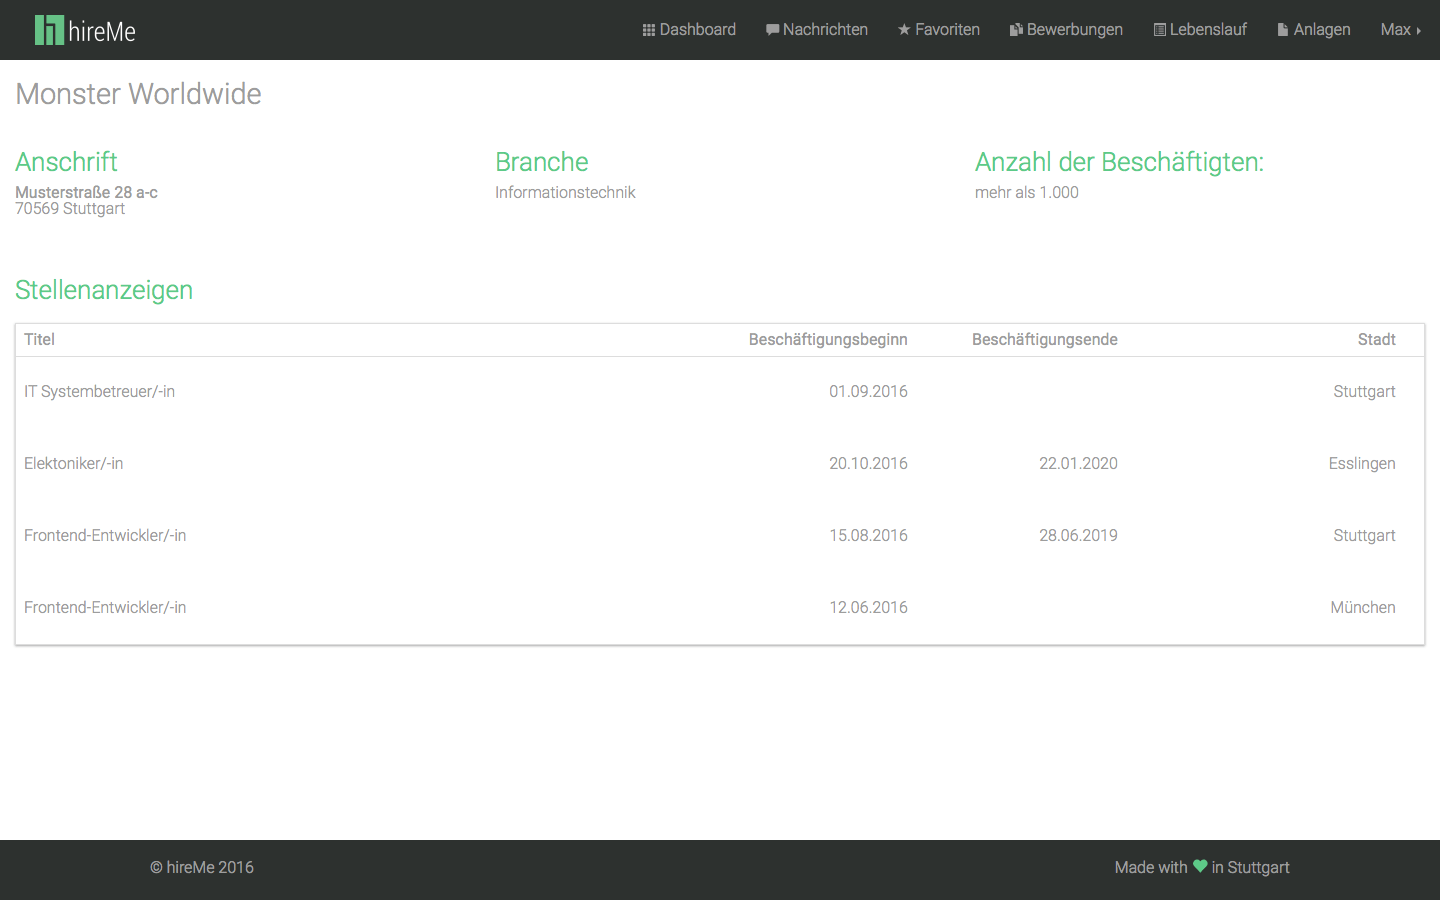 hireMe
Dashboard Nachrichten Favoriten Bewerbungen Lebenslauf Anlagen Max
Monster Worldwide
Anschrift Branche Anzahl der Beschäftigten:
Musterstraße 28 a-c Informationstechnik mehr als 1.000
70569 Stuttgart
Stellenanzeigen
Titel Beschäftigungsbeginn Beschäftigungsende Stadt
IT Systembetreuer/-in 01.09.2016 Stuttgart
Elektoniker/-in 20.10.2016 22.01.2020 Esslingen
Frontend-Entwickler/-in 15.08.2016 28.06.2019 Stuttgart
Frontend-Entwickler/-in 12.06.2016 München
© hireMe 2016 Made with ♥ in Stuttgart